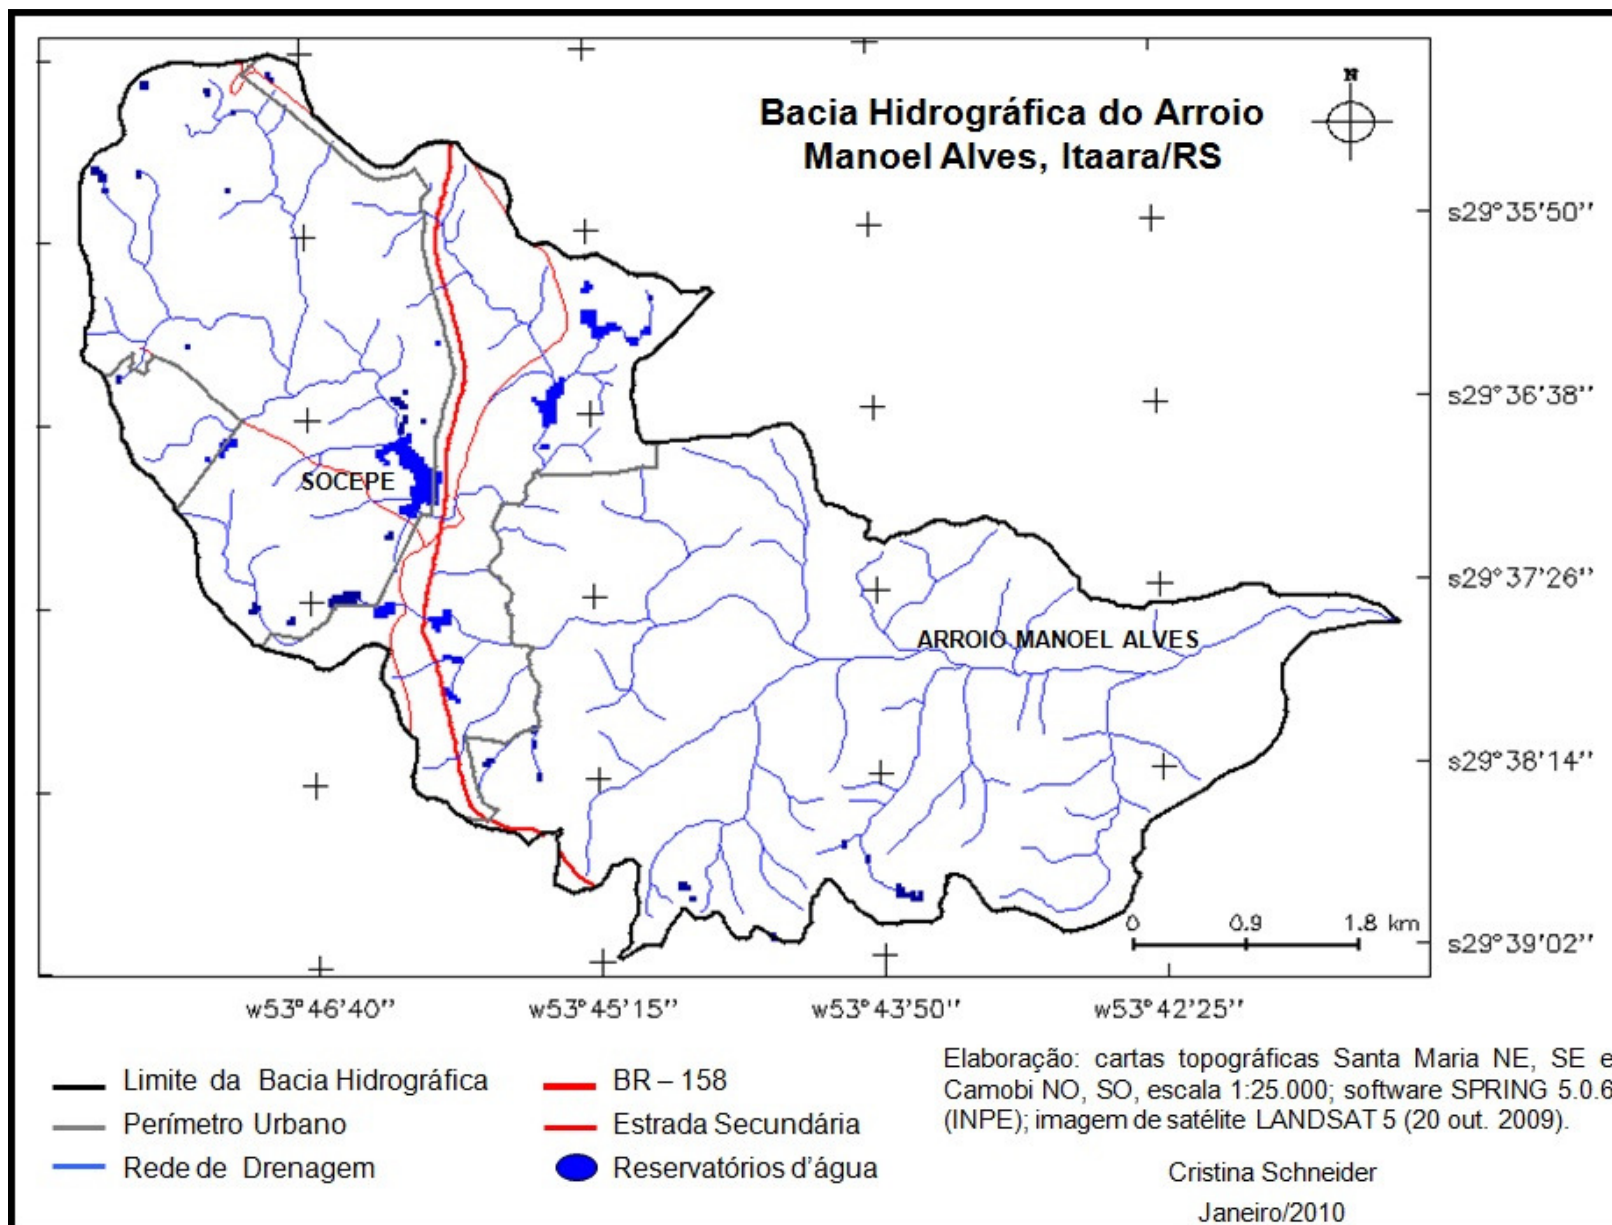 Bacia Hidrográfica do Arroio
Manoel Alves, Itaara/RS
N
s29°35'50''
s29°36'38''
SOCEPE
s29°37'26''
ARROIO MANOEL ALVES
s29°38'14''
0 0.9 1.8 km
s29°39'02''
w53°46'40'' w53°45'15'' w53°43'50'' w53°42'25''
Limite da Bacia Hidrográfica
Perímetro Urbano
Rede de Drenagem
BR – 158
Estrada Secundária
Reservatórios d'água
Elaboração: cartas topográficas Santa Maria NE, SE e
Camobi NO, SO, escala 1:25.000; software SPRING 5.0.6
(INPE); imagem de satélite LANDSAT 5 (20 out. 2009).
Cristina Schneider
Janeiro/2010